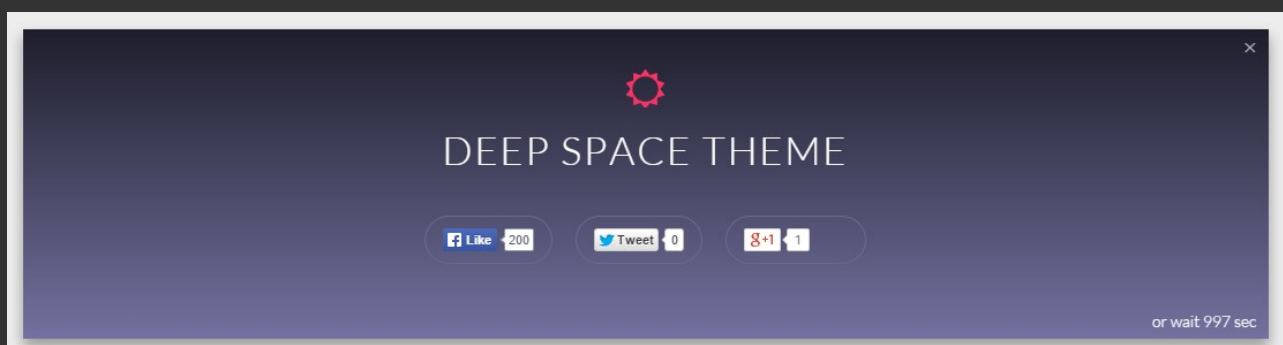 ×
DEEP SPACE THEME
Like 200 Tweet 0 g+1 1
or wait 997 sec